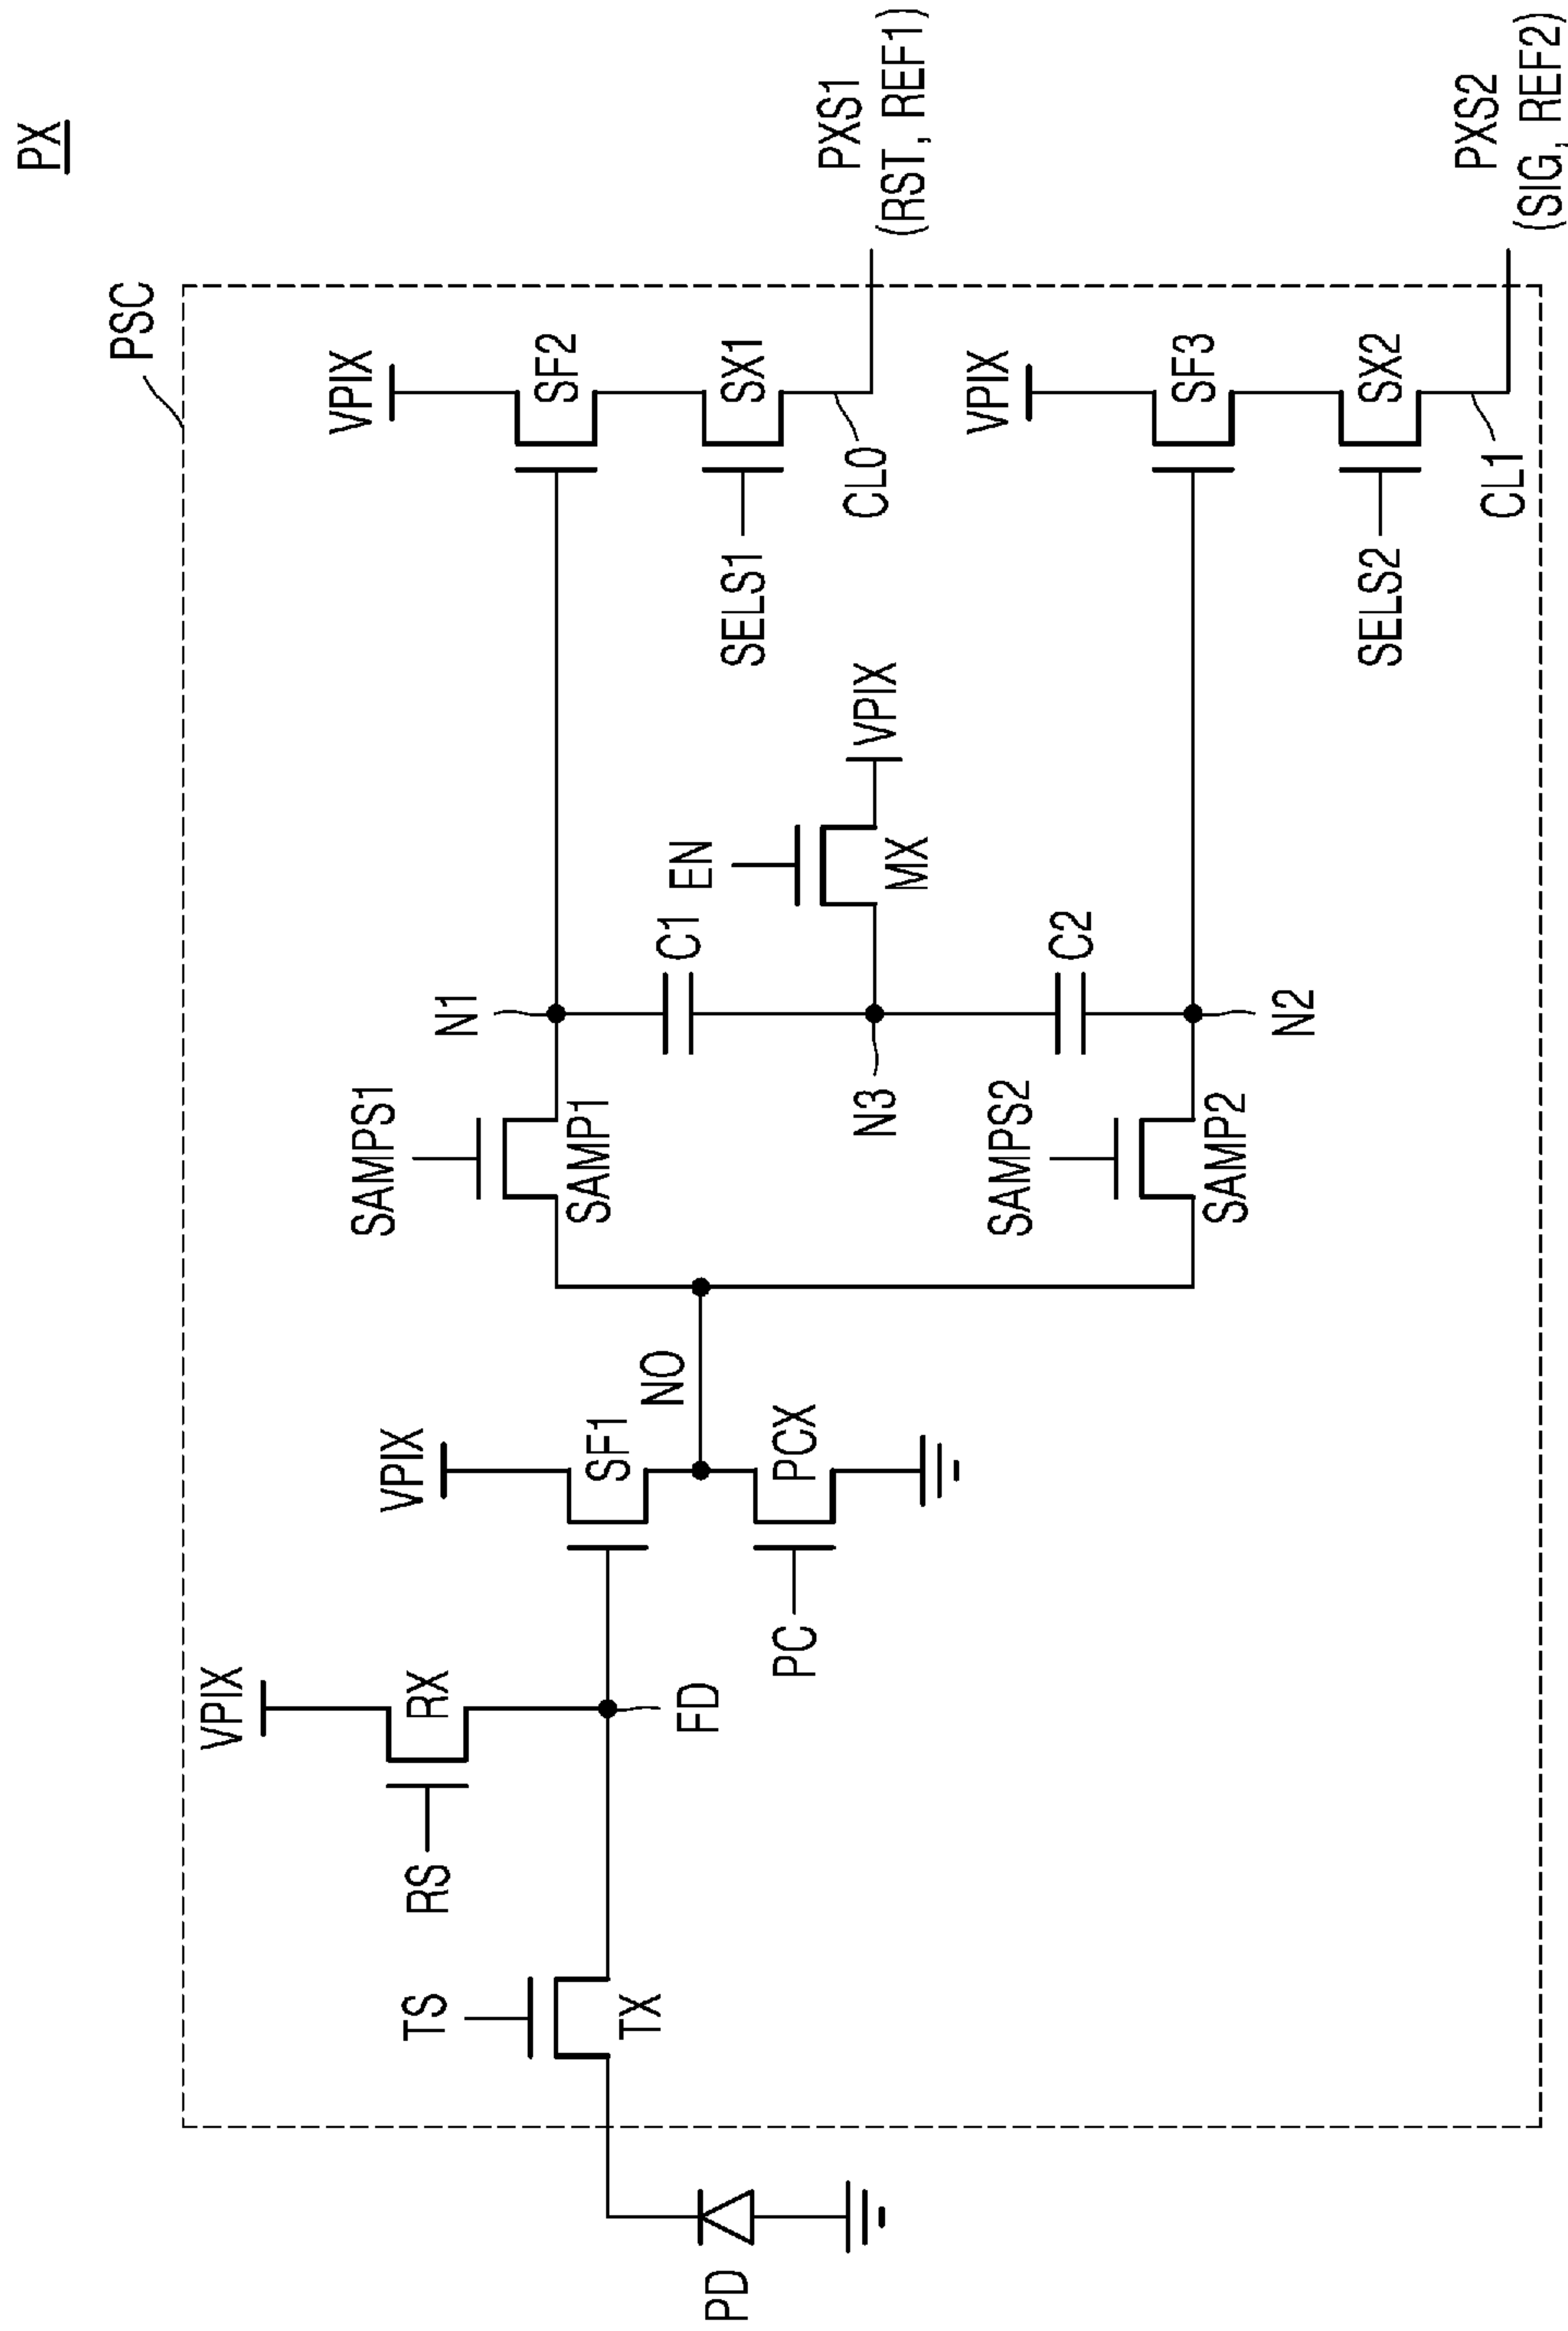 PX
PSC
VPIX
RS
RX
TS
TX
FD
PD
VPIX
SF1
PC
PCX
NO
SAMPS1
SAMP1
N1
C1
EN
MX
VPIX
N3
C2
SAMPS2
SAMP2
N2
VPIX
SF2
SELS1
SX1
CL0
PXS1
(RST, REF1)
VPIX
SF3
SELS2
SX2
CL1
PXS2
(SIG, REF2)